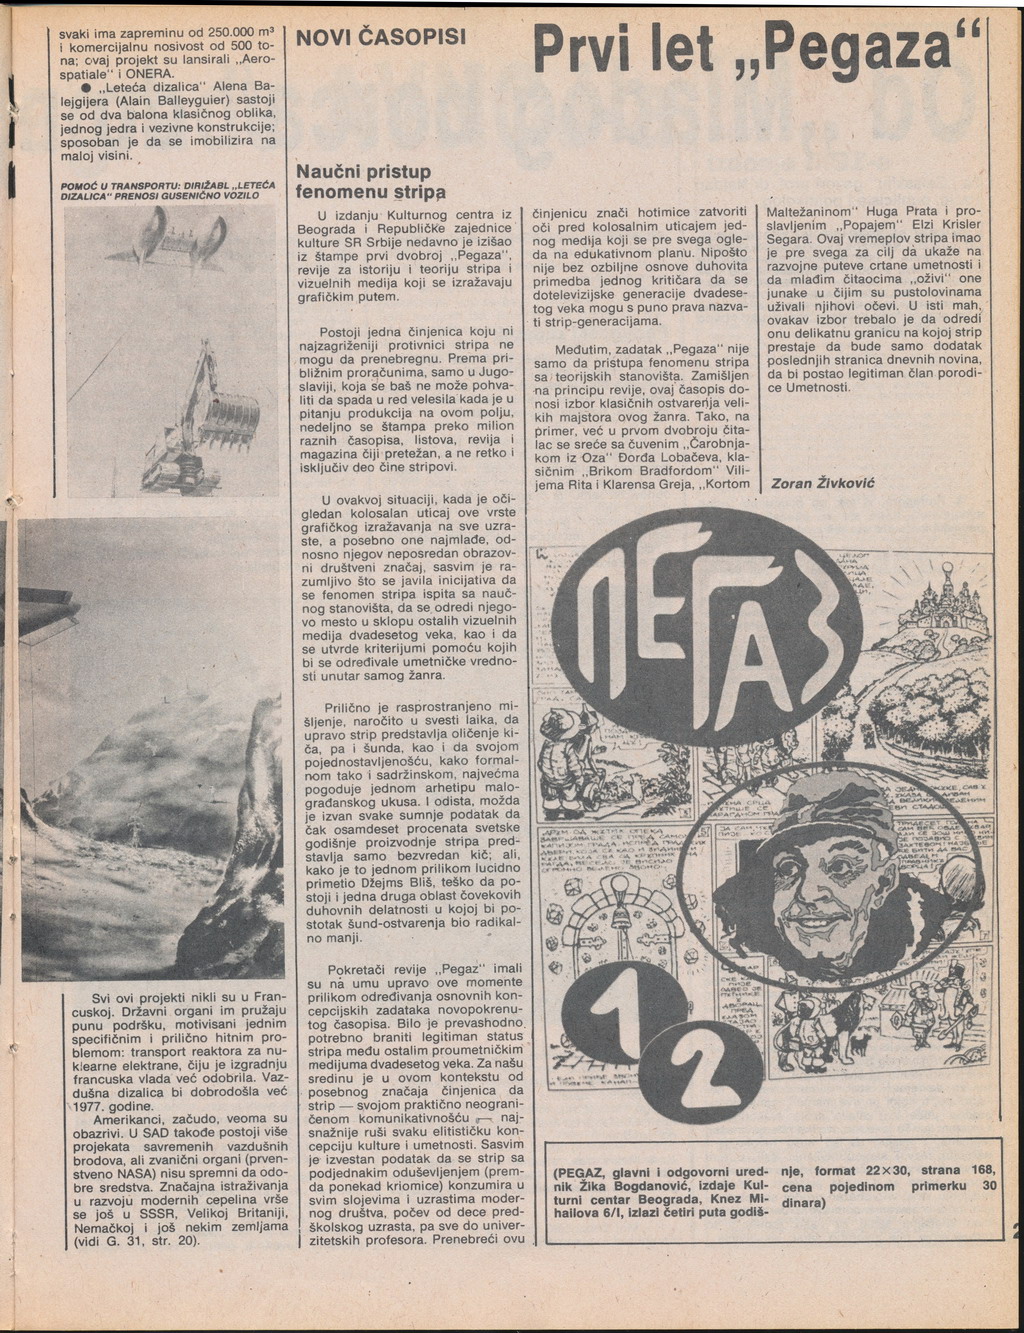 svaki ima zapreminu od 250.000 m³
i komercijalnu nosivost od 500 to-
na; ovaj projekt su lansirali „Aero-
spatiale" i ONERA.
● „Leteća dizalica" Alena Ba-
lejgijera (Alain Balleyguier) sastoji
se od dva balona klasičnog oblika,
jednog jedra i vezivne konstrukcije;
sposoban je da se imobilizira na
maloj visini.
POMOĆ U TRANSPORTU: DIRIŽABL „LETEĆA
DIZALICA" PRENOSI GUSENIČNO VOZILO
Svi ovi projekti nikli su u Fran-
cuskoj. Državni organi im pružaju
punu podršku, motivisani jednim
specifičnim i prilično hitnim pro-
blemom: transport reaktora za nu-
klearne elektrane, čiju je izgradnju
francuska vlada već odobrila. Vaz-
dušna dizalica bi dobrodošla već
1977. godine.
Amerikanci, začudo, veoma su
obazrivi. U SAD takođe postoji više
projekata savremenih vazdušnih
brodova, ali zvanični organi (prven-
stveno NASA) nisu spremni da odo-
bre sredstva. Značajna istraživanja
u razvoju modernih cepelina vrše
se još u SSSR, Velikoj Britaniji,
Nemačkoj i još nekim zemljama
(vidi G. 31, str. 20).
NOVI ČASOPISI
Prvi let „Pegaza"
Naučni pristup
fenomenu stripa
U izdanju Kulturnog centra iz
Beograda i Republičke zajednice
kulture SR Srbije nedavno je izišao
iz štampe prvi dvobroj „Pegaza",
revije za istoriju i teoriju stripa i
vizuelnih medija koji se izražavaju
grafičkim putem.
Postoji jedna činjenica koju ni
najzagriženiji protivnici stripa ne
mogu da prenebregnu. Prema pri-
bližnim proračunima, samo u Jugo-
slaviji, koja se baš ne može pohva-
liti da spada u red velesila kada je u
pitanju produkcija na ovom polju,
nedeljno se štampa preko milion
raznih časopisa, listova, revija i
magazina čiji pretežan, a ne retko i
isključiv deo čine stripovi.
U ovakvoj situaciji, kada je oči-
gledan kolosalan uticaj ove vrste
grafičkog izražavanja na sve uzra-
ste, a posebno one najmlađe, od-
nosno njegov neposredan obrazov-
ni društveni značaj, sasvim je ra-
zumljivo što se javila inicijativa da
se fenomen stripa ispita sa nauč-
nog stanovišta, da se odredi njego-
vo mesto u sklopu ostalih vizuelnih
medija dvadesetog veka, kao i da
se utvrde kriterijumi pomoću kojih
bi se određivale umetničke vredno-
sti unutar samog žanra.
Prilično je rasprostranjeno mi-
šljenje, naročito u svesti laika, da
upravo strip predstavlja oličenje ki-
ča, pa i šunda, kao i da svojom
pojednostavljenošću, kako formal-
nom tako i sadržinskom, najvećma
pogoduje jednom arhetipu malo-
građanskog ukusa. I odista, možda
je izvan svake sumnje podatak da
čak osamdeset procenata svetske
godišnje proizvodnje stripa pred-
stavlja samo bezvredan kič; ali,
kako je to jednom prilikom lucidno
primetio Džejms Bliš, teško da po-
stoji i jedna druga oblast čovekovih
duhovnih delatnosti u kojoj bi po-
stotak šund-ostvarenja bio radikal-
no manji.
Pokretači revije „Pegaz" imali
su na umu upravo ove momente
prilikom određivanja osnovnih kon-
cepcijskih zadataka novopokrenu-
tog časopisa. Bilo je prevashodno
potrebno braniti legitiman status
stripa među ostalim proumetničkim
medijuma dvadesetog veka. Za našu
sredinu je u ovom kontekstu od
posebnog značaja činjenica da
strip — svojom praktično neograni-
čenom komunikativnošću — naj-
snažnije ruši svaku elitističku kon-
cepciju kulture i umetnosti. Sasvim
je izvestan podatak da se strip sa
podjednakim oduševljenjem (prem-
da ponekad kriomice) konzumira u
svim slojevima i uzrastima moder-
nog društva, počev od dece pred-
školskog uzrasta, pa sve do univer-
zitetskih profesora. Prenebreći ovu
činjenicu znači hotimice zatvoriti
oči pred kolosalnim uticajem jed-
nog medija koji se pre svega ogle-
da na edukativnom planu. Nipošto
nije bez ozbiljne osnove duhovita
primedba jednog kritičara da se
dotelevizijske generacije dvadese-
tog veka mogu s puno prava nazva-
ti strip-generacijama.
Međutim, zadatak „Pegaza" nije
samo da pristupa fenomenu stripa
sa teorijskih stanovišta. Zamišljen
na principu revije, ovaj časopis do-
nosi izbor klasičnih ostvarenja veli-
kih majstora ovog žanra. Tako, na
primer, već u prvom dvobroju čita-
lac se sreće sa čuvenim „Čarobnja-
kom iz Oza" Đorđa Lobačeva, kla-
sičnim „Brikom Bradfordom" Vili-
jema Rita i Klarensa Greja, „Kortom
Maltežaninom" Huga Prata i pro-
slavljenim „Popajem" Elzi Krisler
Segara. Ovaj vremeplov stripa imao
je pre svega za cilj da ukaže na
razvojne puteve crtane umetnosti i
da mlađim čitaocima „oživi" one
junake u čijim su pustolovinama
uživali njihovi očevi. U isti mah,
ovakav izbor trebalo je da odredi
onu delikatnu granicu na kojoj strip
prestaje da bude samo dodatak
poslednjih stranica dnevnih novina,
da bi postao legitiman član porodi-
ce Umetnosti.
Zoran Živković
ПЕГАЗ
1
2
(PEGAZ, glavni i odgovorni ured-
nik Žika Bogdanović, izdaje Kul-
turni centar Beograda, Knez Mi-
hailova 6/I, izlazi četiri puta godiš-
nje, format 22×30, strana 168,
cena pojedinom primerku 30
dinara)